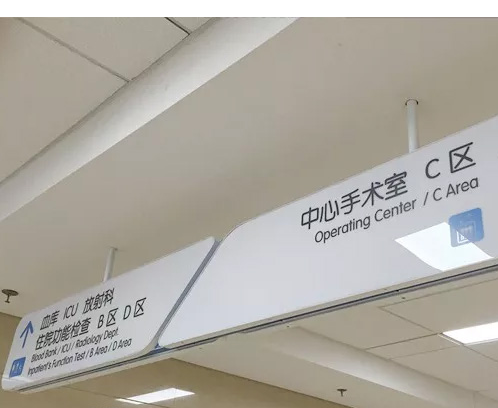 血库 ICU 放射科
住院功能检查 B区 D区
Blood Bank / ICU / Radiology Dept.
Inpatient's Function Test / B Area / D Area
中心手术室 C区
Operating Center / C Area